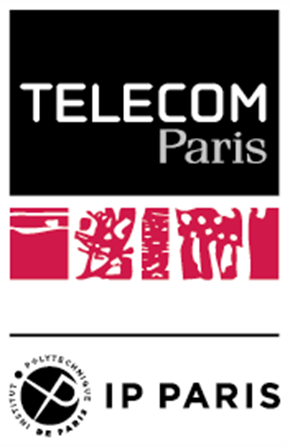 TELECOM
Paris
INSTITUT POLYTECHNIQUE DE PARIS
IP PARIS